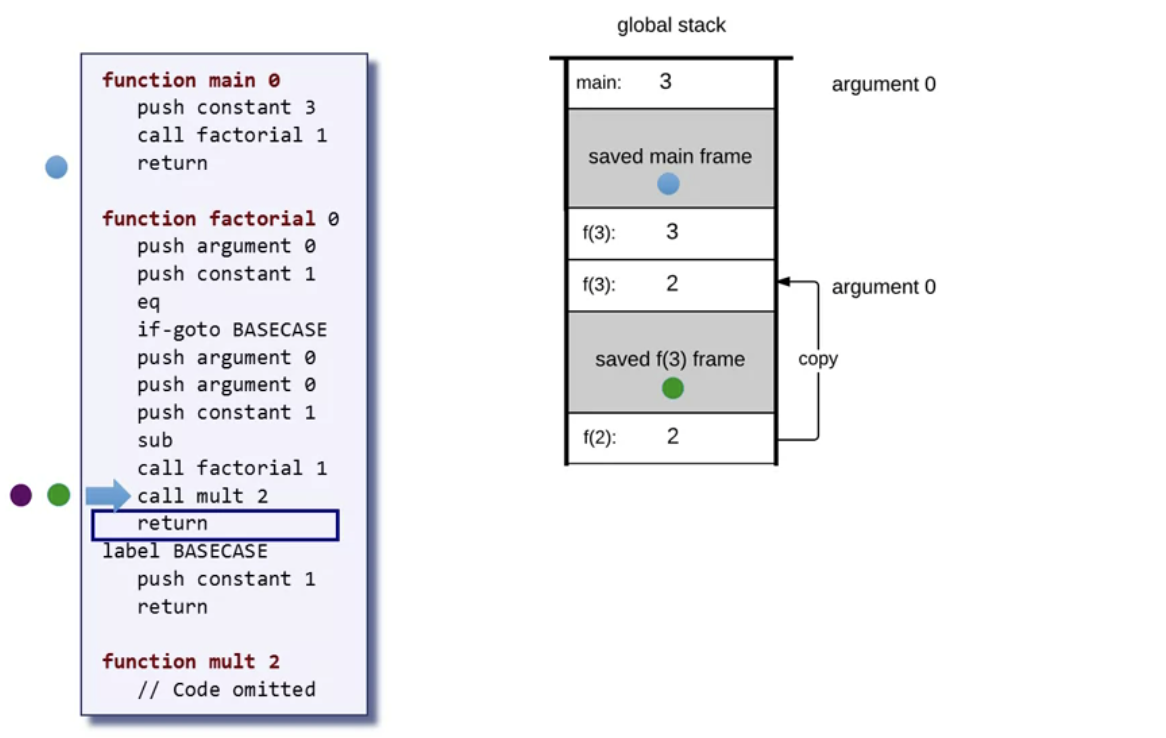 function main 0
push constant 3
call factorial 1
return
function factorial 0
push argument 0
push constant 1
eq
if-goto BASECASE
push argument 0
push argument 0
push constant 1
sub
call factorial 1
call mult 2
return
label BASECASE
push constant 1
return
function mult 2
// Code omitted
global stack
main: 3
argument 0
saved main frame
f(3): 3
f(3): 2
argument 0
saved f(3) frame
copy
f(2): 2